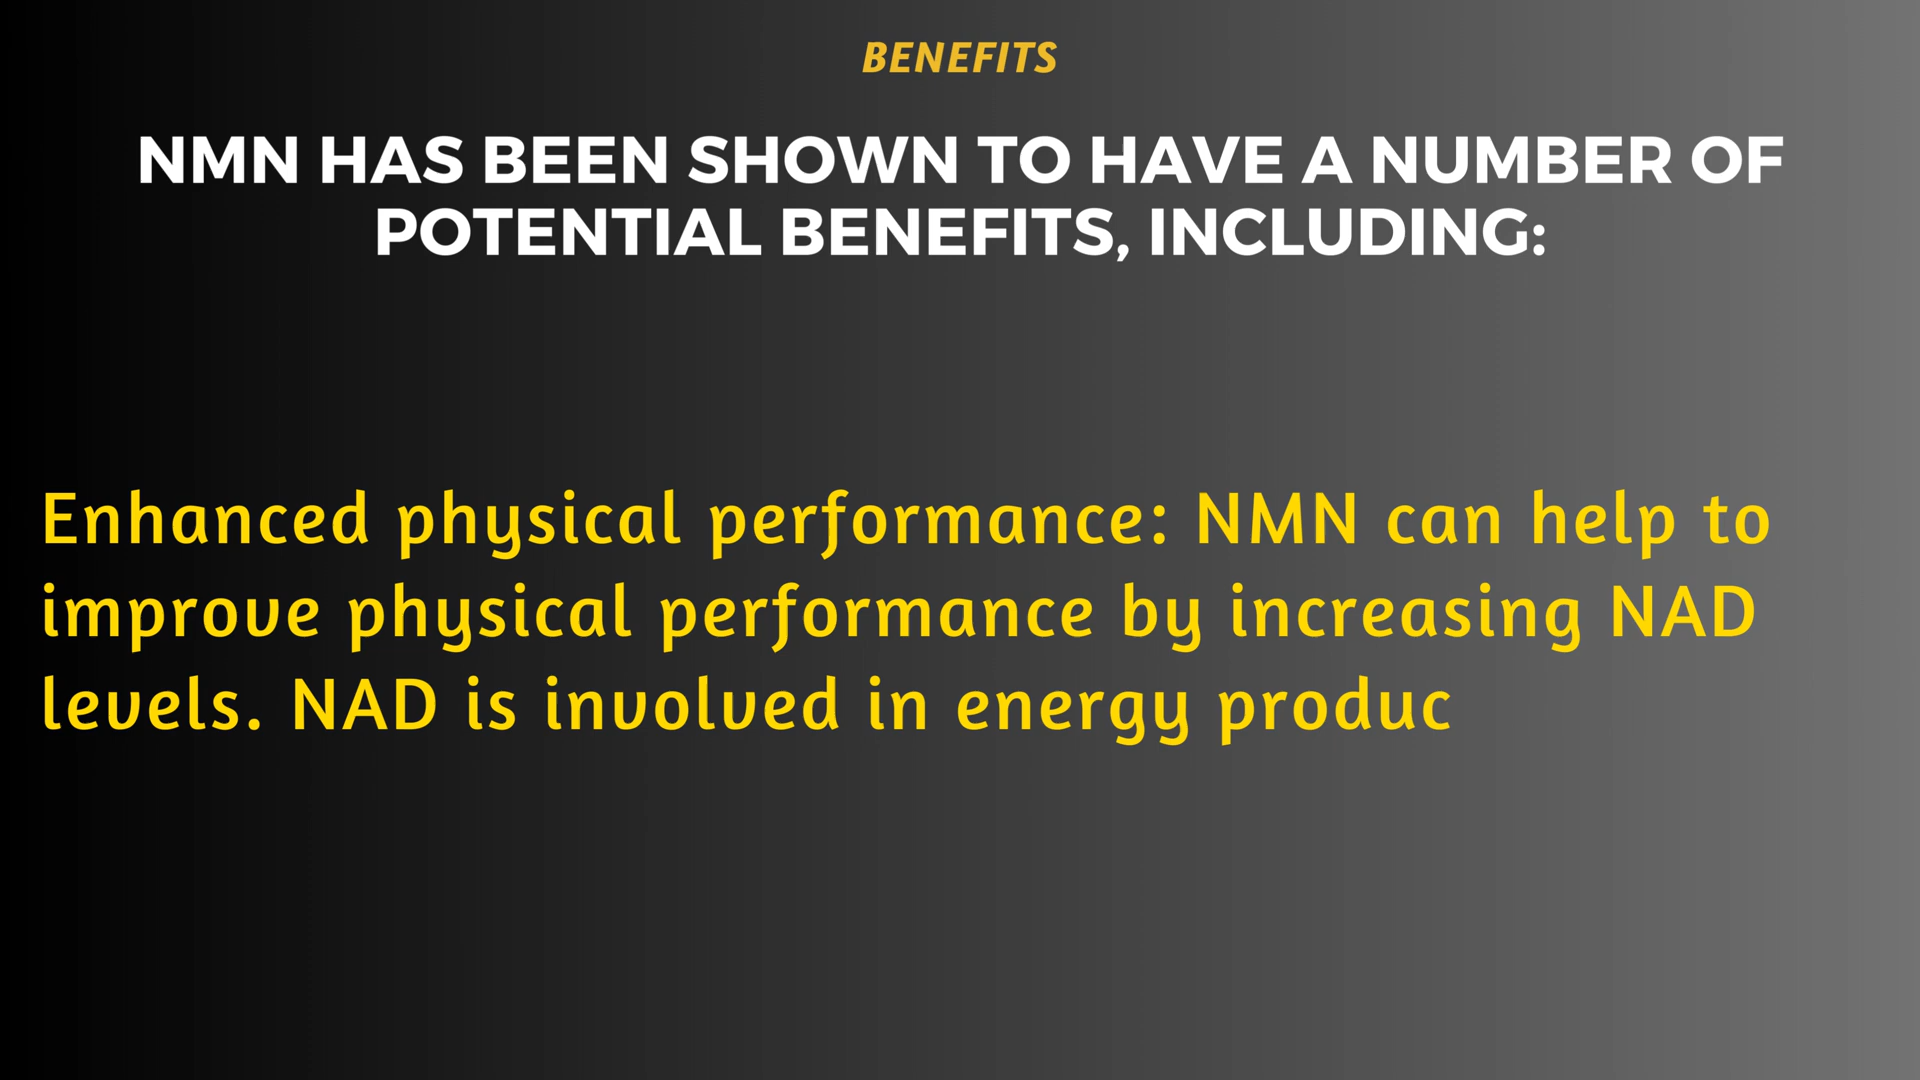 BENEFITS
NMN HAS BEEN SHOWN TO HAVE A NUMBER OF
POTENTIAL BENEFITS, INCLUDING:
Enhanced physical performance: NMN can help to
improve physical performance by increasing NAD
levels. NAD is involved in energy produc